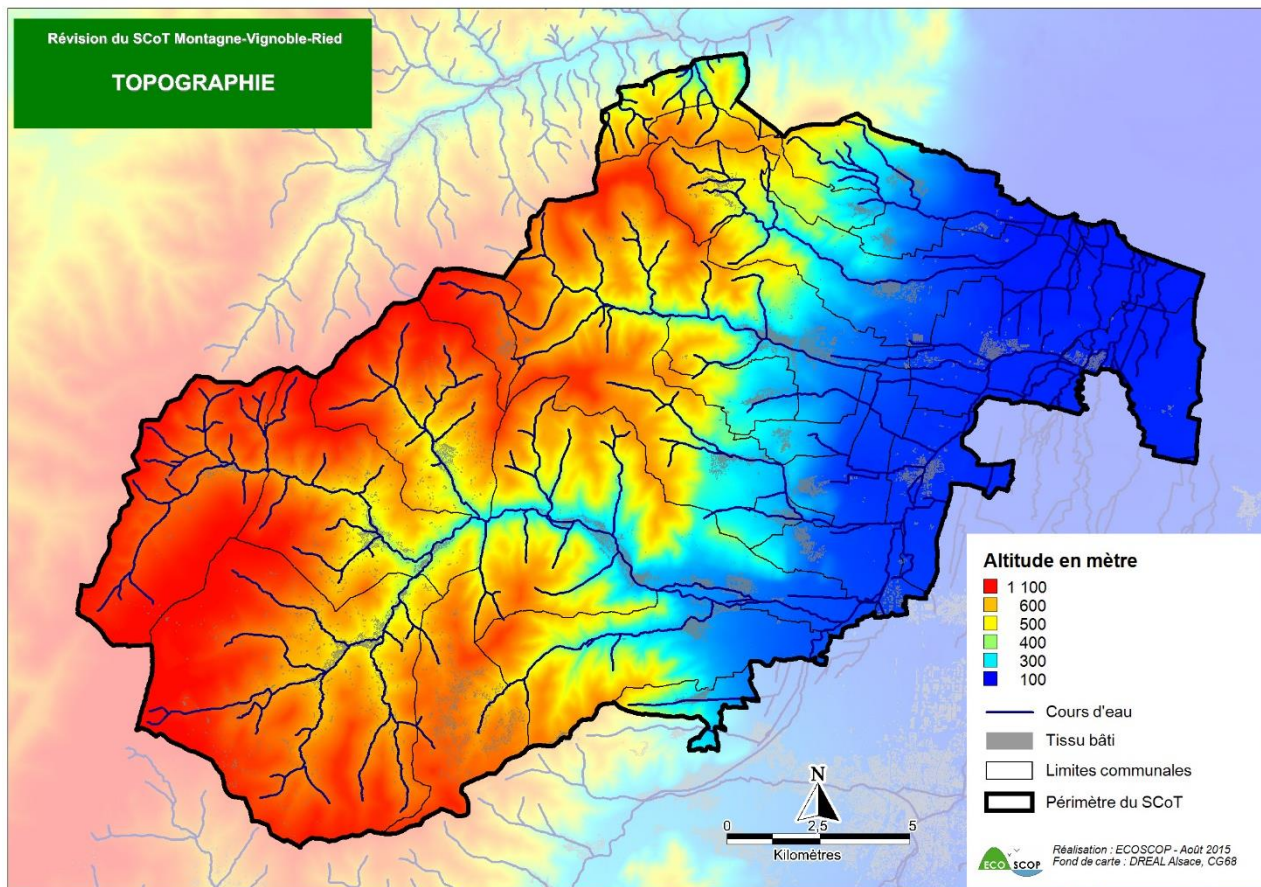 Révision du SCoT Montagne-Vignoble-Ried
TOPOGRAPHIE
Altitude en mètre
1 100
600
500
400
300
100
Cours d'eau
Tissu bâti
Limites communales
Périmètre du SCoT
N
0 2,5 5
Kilomètres
ECO SCOP
Réalisation : ECOSCOP - Août 2015
Fond de carte : DREAL Alsace, CG68